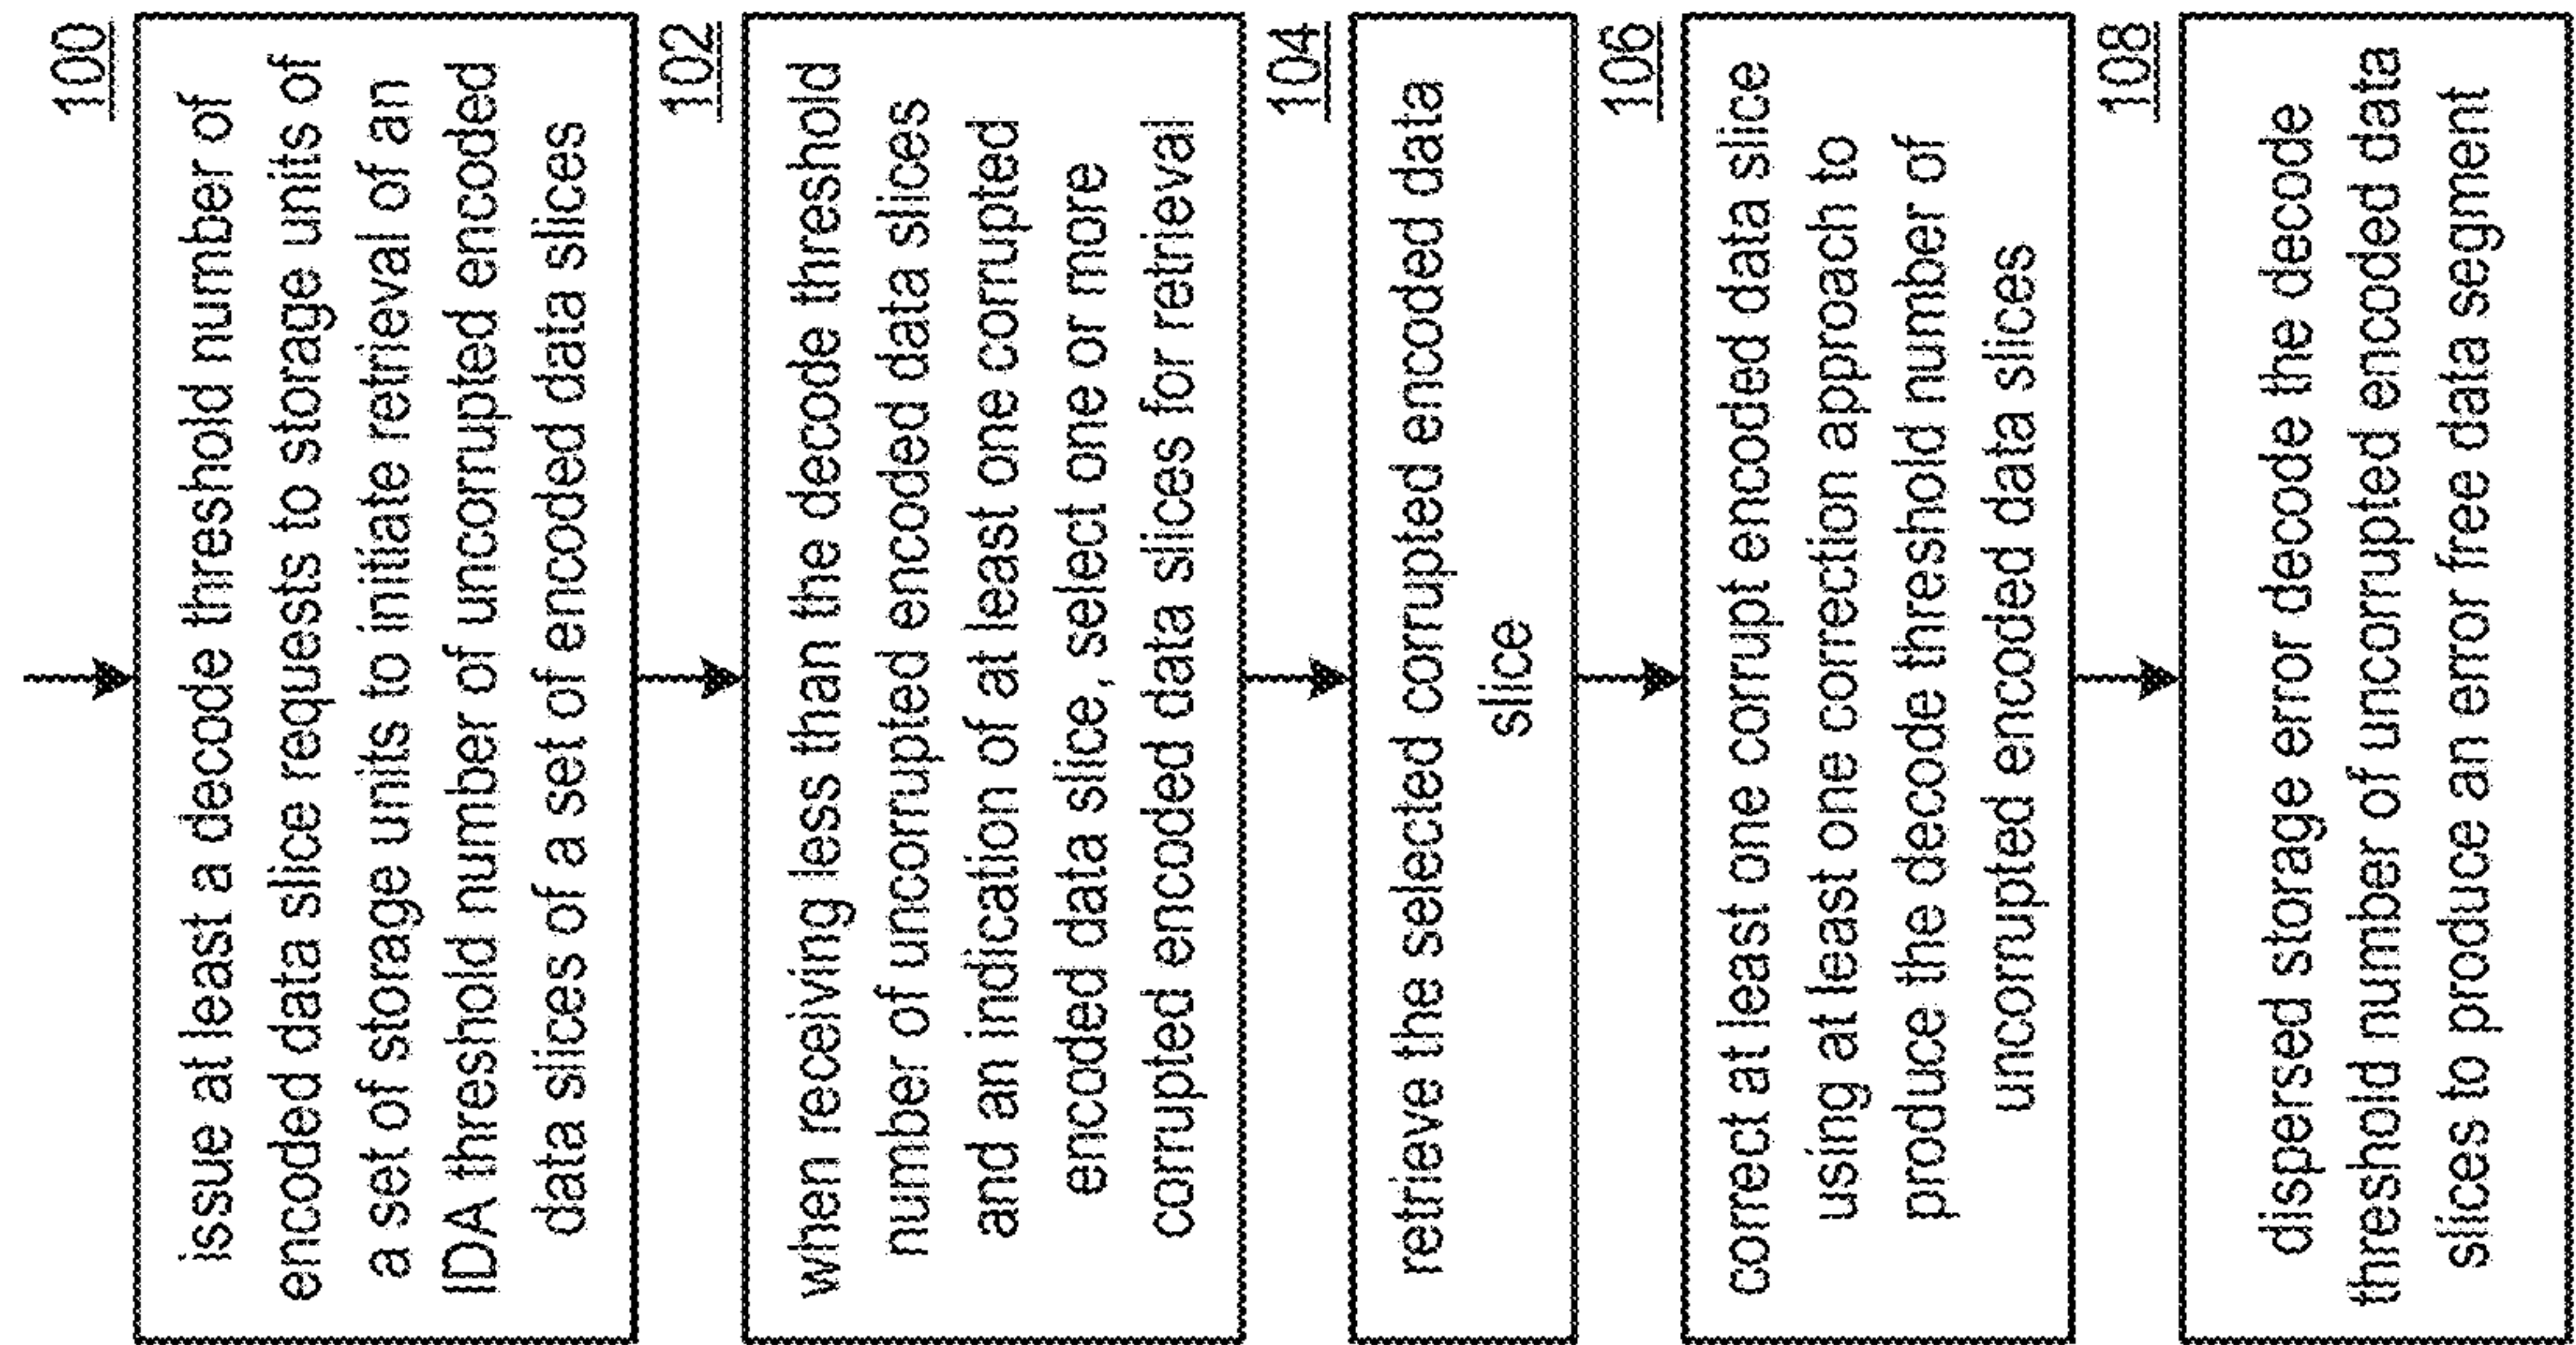 100
issue at least a decode threshold number of
encoded data slice requests to storage units of
a set of storage units to initiate retrieval of an
IDA threshold number of uncorrupted encoded
data slices of a set of encoded data slices
102
when receiving less than the decode threshold
number of uncorrupted encoded data slices
and an indication of at least one corrupted
encoded data slice, select one or more
corrupted encoded data slices for retrieval
104
retrieve the selected corrupted encoded data
slice
106
correct at least one corrupt encoded data slice
using at least one correction approach to
produce the decode threshold number of
uncorrupted encoded data slices
108
dispersed storage error decode the decode
threshold number of uncorrupted encoded data
slices to produce an error free data segment